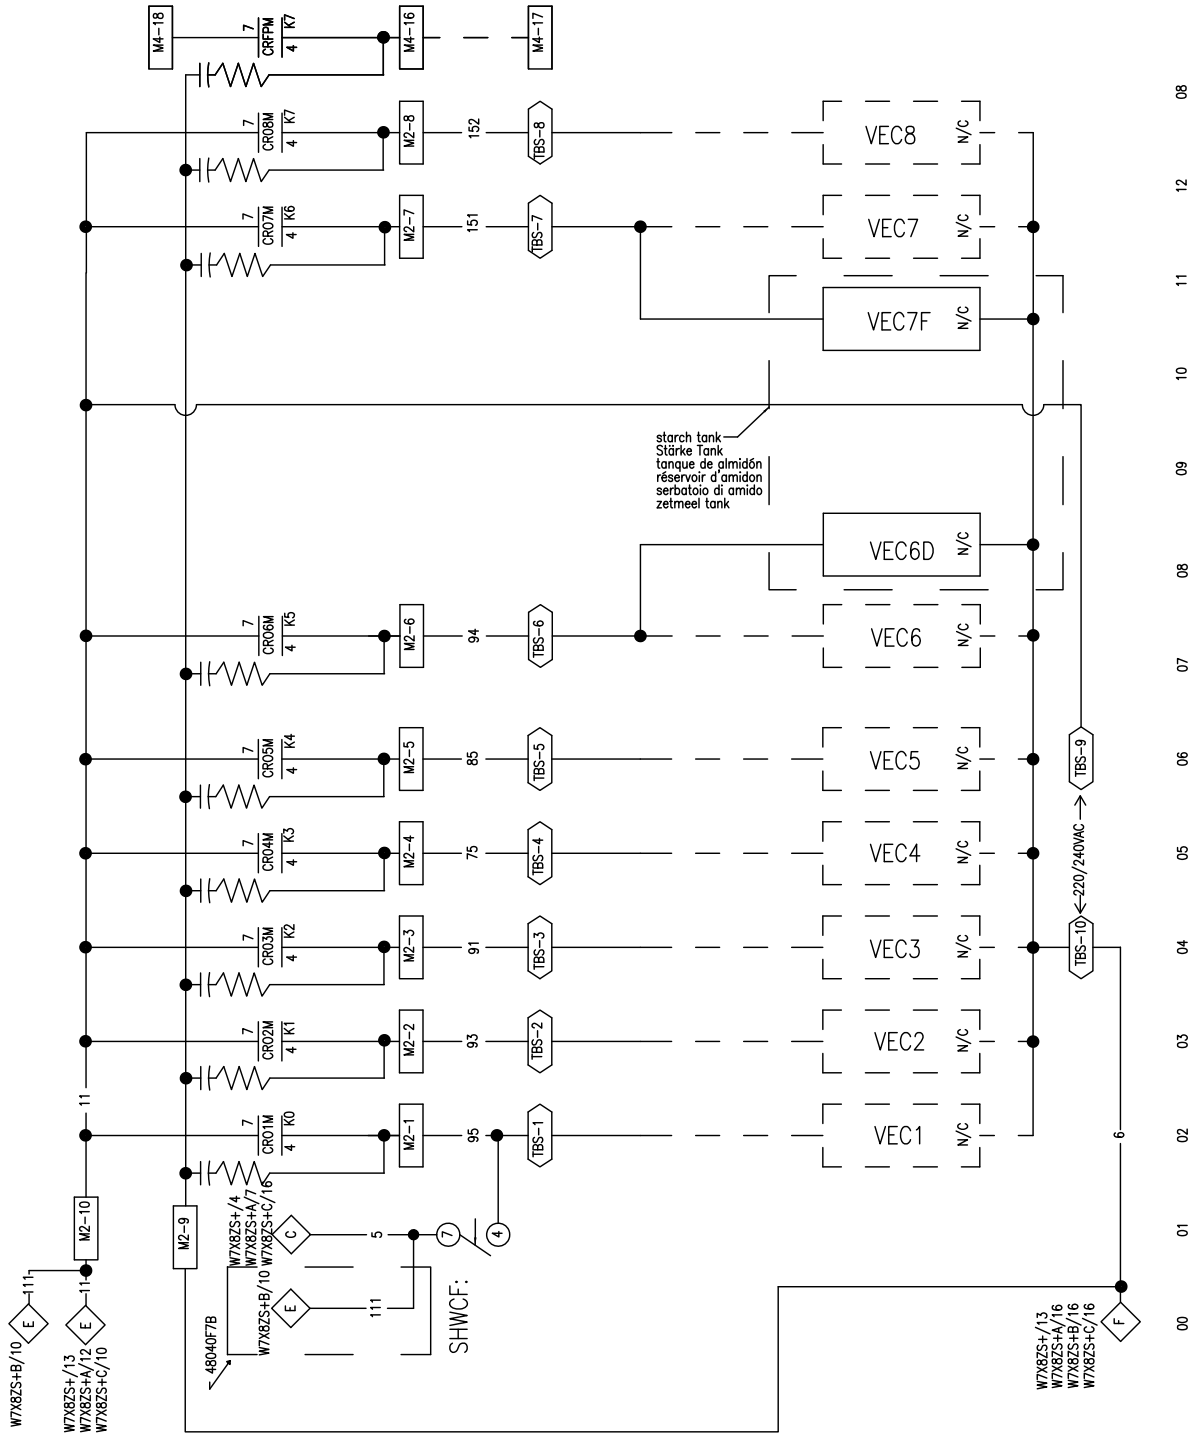 M4-18
7
CRFPM
4
K7
M4-16
M4-17
7
CR08M
4
K7
M2-8
152
TBS-8
VEC8
N/C
08
7
CR07M
4
K6
M2-7
151
TBS-7
VEC7
N/C
12
VEC7F
N/C
11
10
starch tank
Stärke Tank
tanque de almidón
réservoir d'amidon
serbatoio di amido
zetmeel tank
09
VEC6D
N/C
08
7
CR06M
4
K5
M2-6
94
TBS-6
VEC6
N/C
07
7
CR05M
4
K4
M2-5
85
TBS-5
VEC5
N/C
TBS-9
06
7
CR04M
4
K3
M2-4
75
TBS-4
VEC4
N/C
220/240VAC
05
7
CR03M
4
K2
M2-3
91
TBS-3
VEC3
N/C
TBS-10
04
7
CR02M
4
K1
M2-2
93
TBS-2
VEC2
N/C
03
11
7
CR01M
4
K0
M2-1
95
TBS-1
VEC1
N/C
6
02
M2-10
M2-9
W7X8ZS+/4
W7X8ZS+A/7
W7X8ZS+C/16
C
5
7
4
01
111
E
W7X8ZS+B/10
11
E
W7X8ZS+/13
W7X8ZS+A/12
W7X8ZS+C/10
48040F7B
W7X8ZS+B/10
E
111
SHWCF:
W7X8ZS+/13
W7X8ZS+A/16
W7X8ZS+B/16
W7X8ZS+C/16
F
00